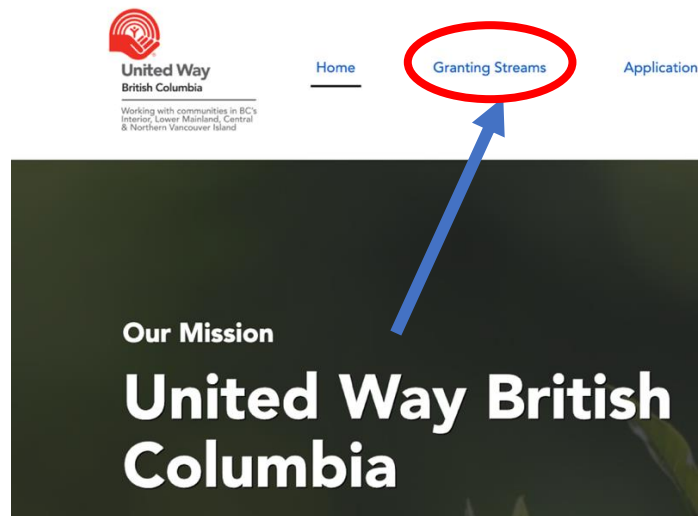 United Way
British Columbia
Working with communities in BC's
Interior, Lower Mainland, Central
& Northern Vancouver Island
Home
Granting Streams
Application
Our Mission
United Way British
Columbia